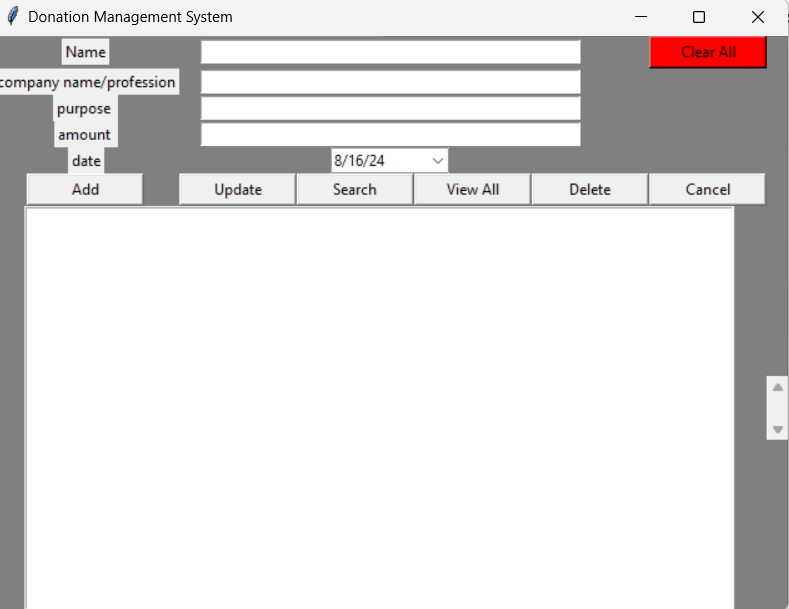 Donation Management System
Name
Clear All
company name/profession
purpose
amount
date
8/16/24
Add
Update
Search
View All
Delete
Cancel